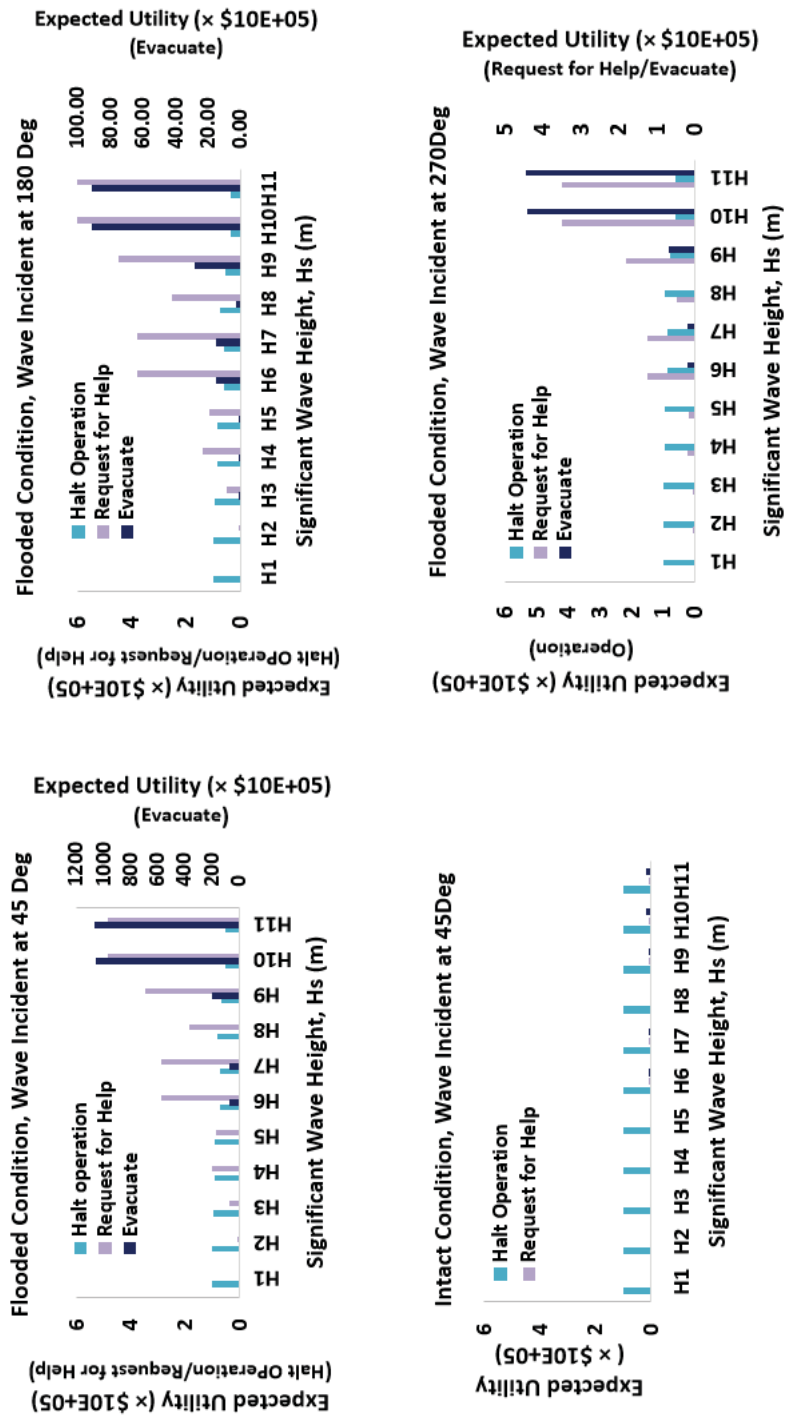 Flooded Condition, Wave Incident at 45 Deg
Expected Utility (× $10E+05)
(Halt OPeration/Request for Help)
6
4
2
0
Halt operation
Request for Help
Evacuate
1200
1000
800
600
400
200
0
Expected Utility (× $10E+05)
(Evacuate)
H1 H2 H3 H4 H5 H6 H7 H8 H9 H10 H11
Significant Wave Height, Hs (m)
Flooded Condition, Wave Incident at 180 Deg
Expected Utility (× $10E+05)
(Halt OPeration/Request for Help)
6
4
2
0
Halt Operation
Request for Help
Evacuate
100.00
80.00
60.00
40.00
20.00
0.00
Expected Utility (× $10E+05)
(Evacuate)
H1 H2 H3 H4 H5 H6 H7 H8 H9 H10H11
Significant Wave Height, Hs (m)
Intact Condition, Wave Incident at 45Deg
Expected Utility
(× $10E+05)
6
4
2
0
Halt Operation
Request for Help
H1 H2 H3 H4 H5 H6 H7 H8 H9 H10H11
Significant Wave Height, Hs (m)
Flooded Condition, Wave Incident at 270Deg
Expected Utility (× $10E+05)
(Operation)
6
5
4
3
2
1
0
Halt Operation
Request for Help
Evacuate
5
4
3
2
1
0
Expected Utility (× $10E+05)
(Request for Help/Evacuate)
H1 H2 H3 H4 H5 H6 H7 H8 H9 H10 H11
Significant Wave Height, Hs (m)